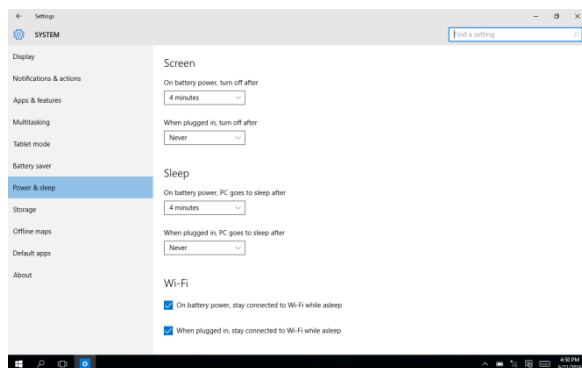 Settings
SYSTEM
Find a setting
Display
Notifications & actions
Apps & features
Multitasking
Tablet mode
Battery saver
Power & sleep
Storage
Offline maps
Default apps
About
Screen
On battery power, turn off after
4 minutes
When plugged in, turn off after
Never
Sleep
On battery power, PC goes to sleep after
4 minutes
When plugged in, PC goes to sleep after
Never
Wi-Fi
On battery power, stay connected to Wi-Fi while asleep
When plugged in, stay connected to Wi-Fi while asleep
4:50 PM